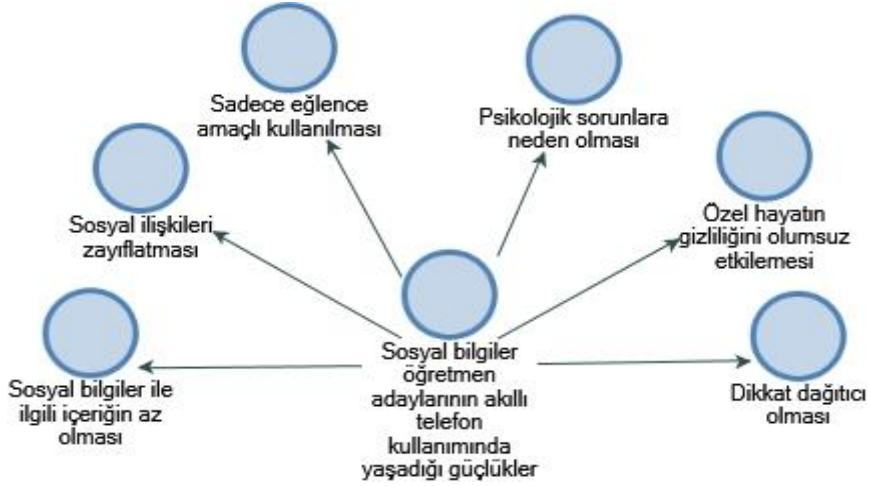 Sadece eğlence
amaçlı kullanılması
Psikolojik sorunlara
neden olması
Sosyal ilişkileri
zayıflatması
Özel hayatın
gizliliğini olumsuz
etkilemesi
Sosyal bilgiler ile
ilgili içeriğin az
olması
Sosyal bilgiler
öğretmen
adaylarının akıllı
telefon
kullanımında
yaşadığı güçlükler
Dikkat dağıtıcı
olması